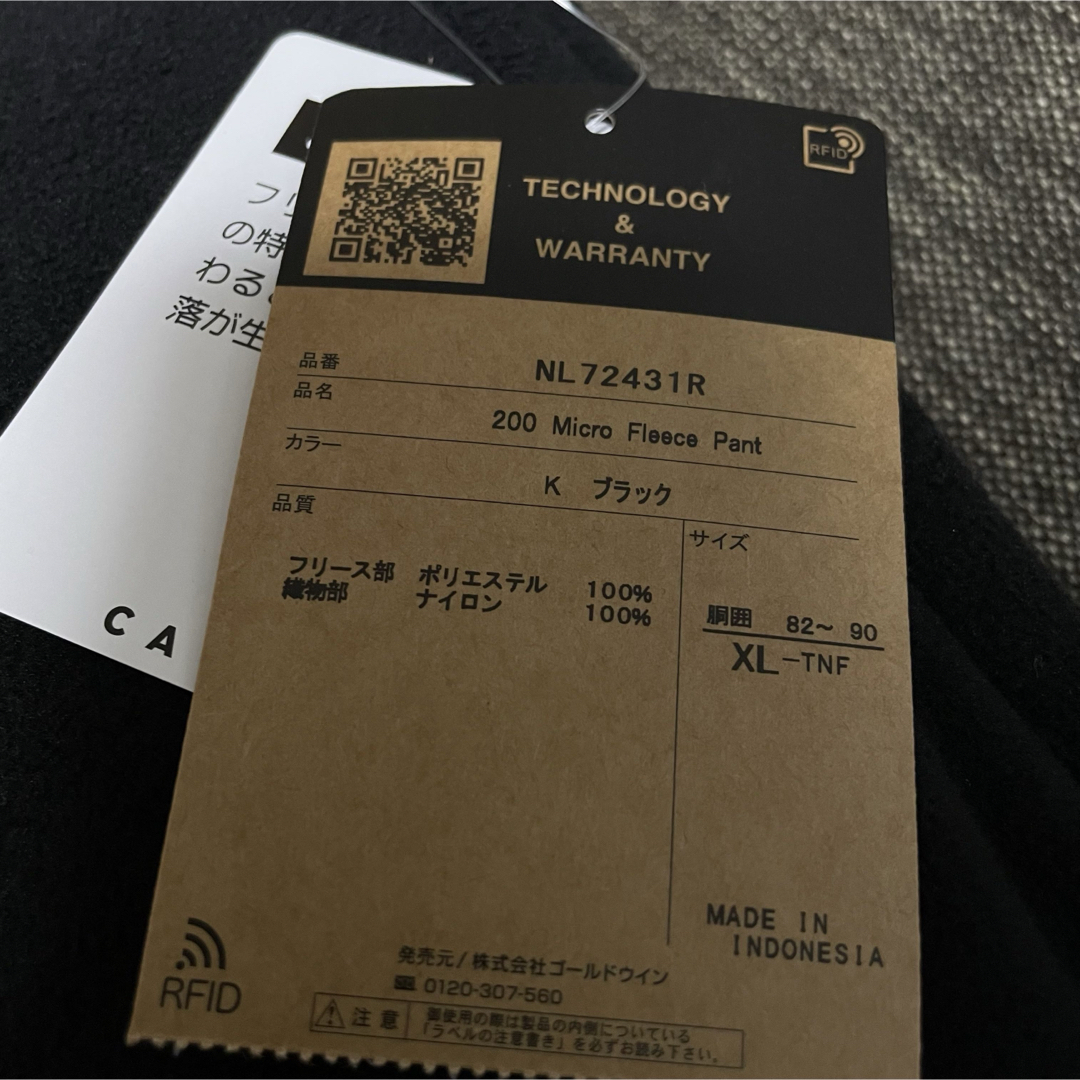 フリ
の特
わる
落が生
CA
RFID
TECHNOLOGY
&
WARRANTY
品番 NL72431R
品名 200 Micro Fleece Pant
カラー K ブラック
品質
フリース部 ポリエステル 100%
織物部 ナイロン 100%
サイズ
胴囲 82〜 90
XL-TNF
MADE IN
INDONESIA
RFID
発売元/株式会社ゴールドウイン
0120-307-560
注意
御使用の際は製品の内側についている
「ラベルの注意書き」を必ずお読み下さい。